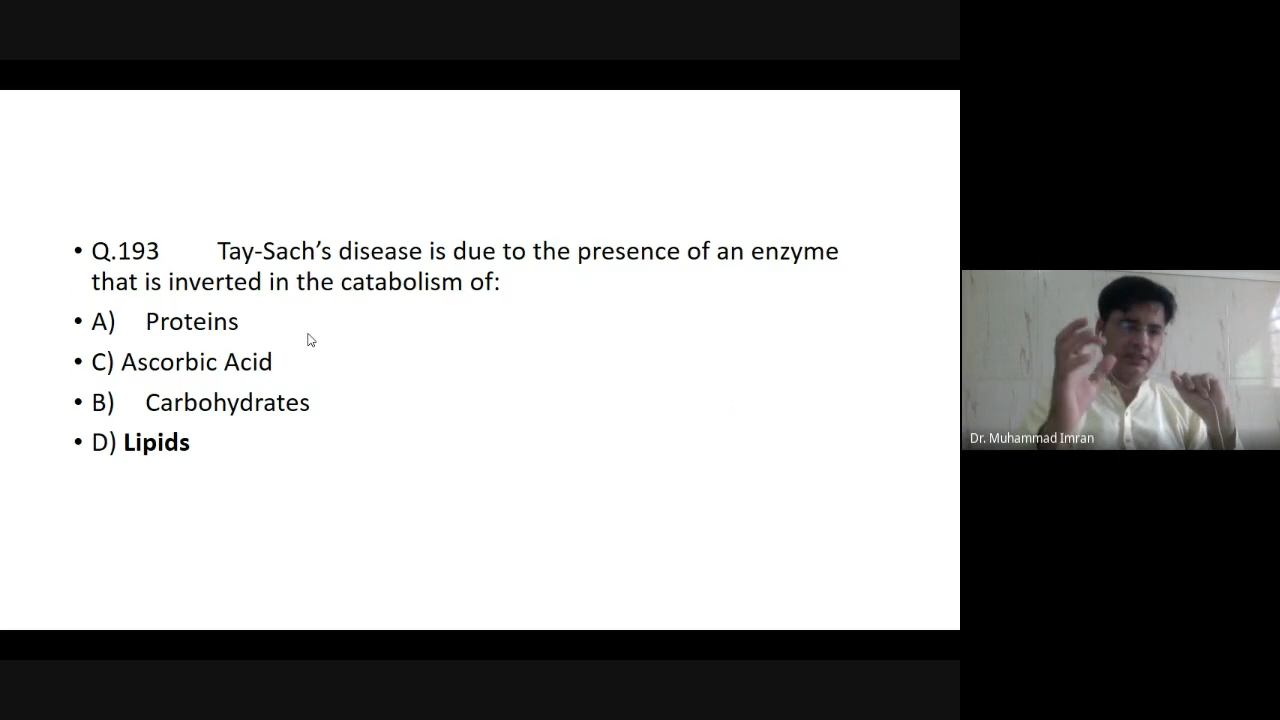 • Q.193 Tay-Sach’s disease is due to the presence of an enzyme
that is inverted in the catabolism of:
• A) Proteins
• C) Ascorbic Acid
• B) Carbohydrates
• D) Lipids
Dr. Muhammad Imran